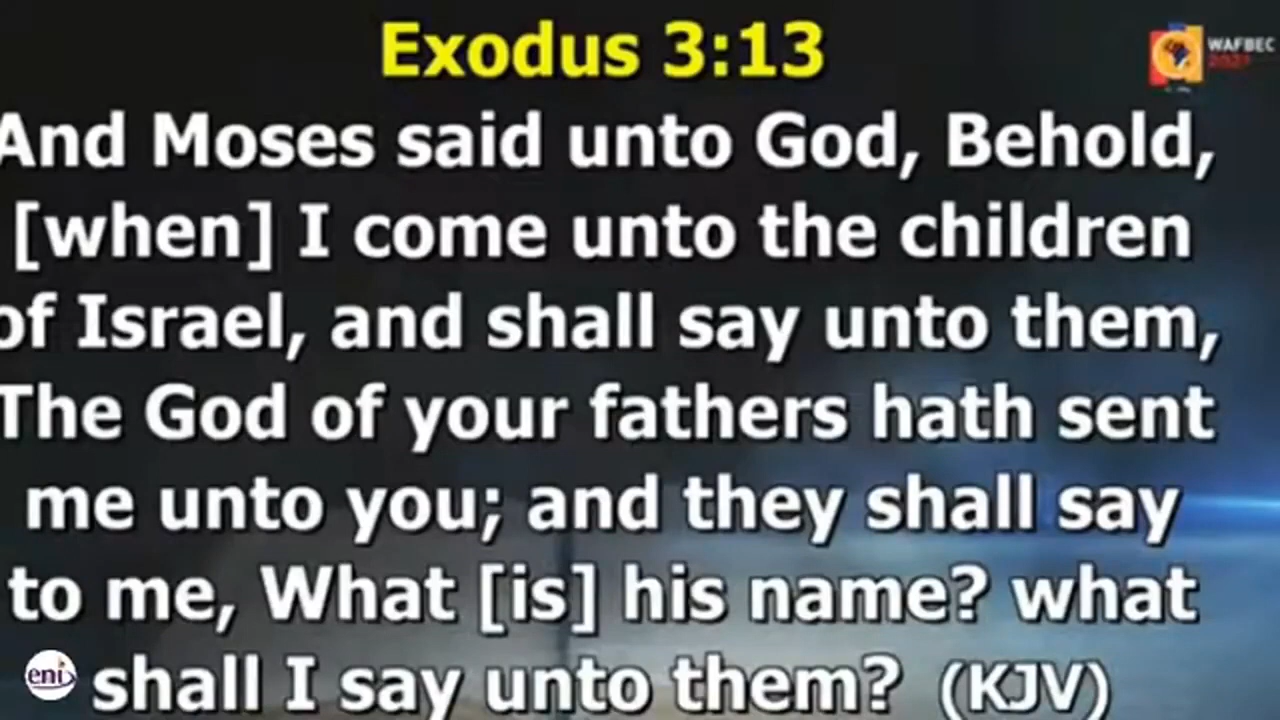 Exodus 3:13
WAFBEC
And Moses said unto God, Behold,
[when] I come unto the children
of Israel, and shall say unto them,
The God of your fathers hath sent
me unto you; and they shall say
to me, What [is] his name? what
shall I say unto them? (KJV)
eni